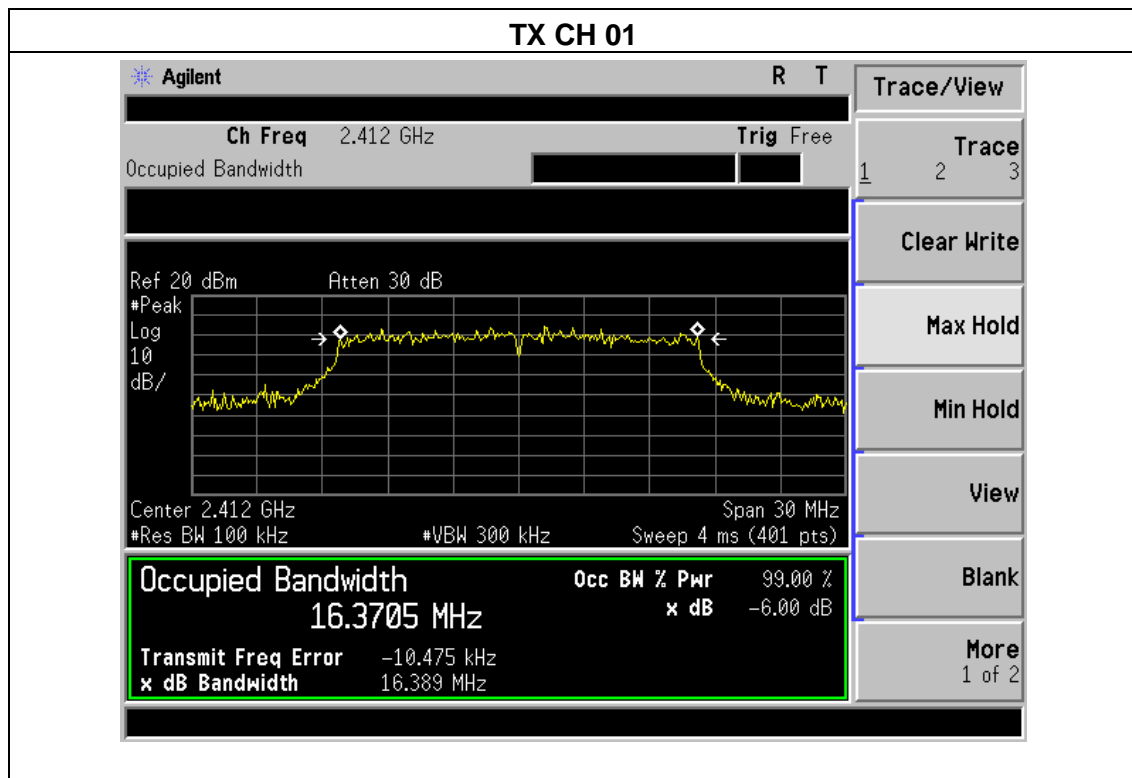 TX CH 01
Agilent R T
Trace/View
Ch Freq 2.412 GHz Trig Free
Occupied Bandwidth
Trace
1 2 3
Clear Write
Ref 20 dBm Atten 30 dB
#Peak
Log
10
dB/
Max Hold
Min Hold
Center 2.412 GHz Span 30 MHz
#Res BW 100 kHz #VBW 300 kHz Sweep 4 ms (401 pts)
View
Occupied Bandwidth Occ BW % Pwr 99.00 %
16.3705 MHz x dB -6.00 dB
Blank
Transmit Freq Error -10.475 kHz
x dB Bandwidth 16.389 MHz
More
1 of 2